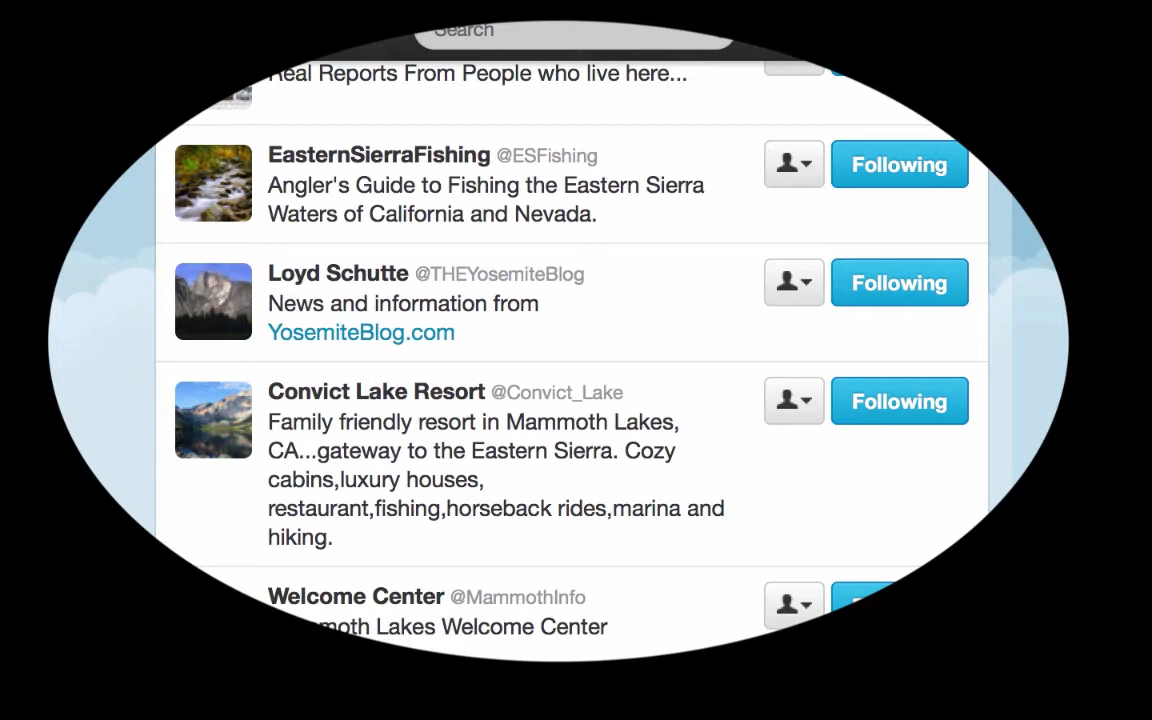 Search
Real Reports From People who live here...
EasternSierraFishing @ESFishing
Following
Angler's Guide to Fishing the Eastern Sierra
Waters of California and Nevada.
Loyd Schutte @THEYosemiteBlog
Following
News and information from
YosemiteBlog.com
Convict Lake Resort @Convict_Lake
Following
Family friendly resort in Mammoth Lakes,
CA...gateway to the Eastern Sierra. Cozy
cabins,luxury houses,
restaurant,fishing,horseback rides,marina and
hiking.
Welcome Center @MammothInfo
Lakes Welcome Center